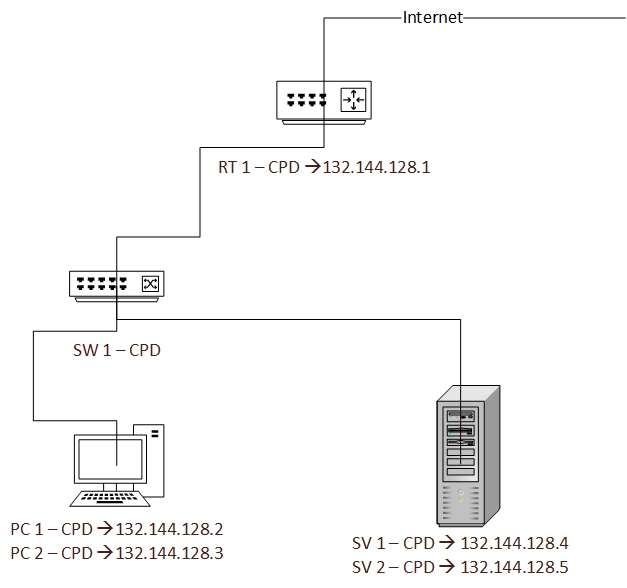 Internet
RT 1 – CPD →132.144.128.1
SW 1 – CPD
PC 1 – CPD →132.144.128.2
PC 2 – CPD →132.144.128.3
SV 1 – CPD → 132.144.128.4
SV 2 – CPD → 132.144.128.5